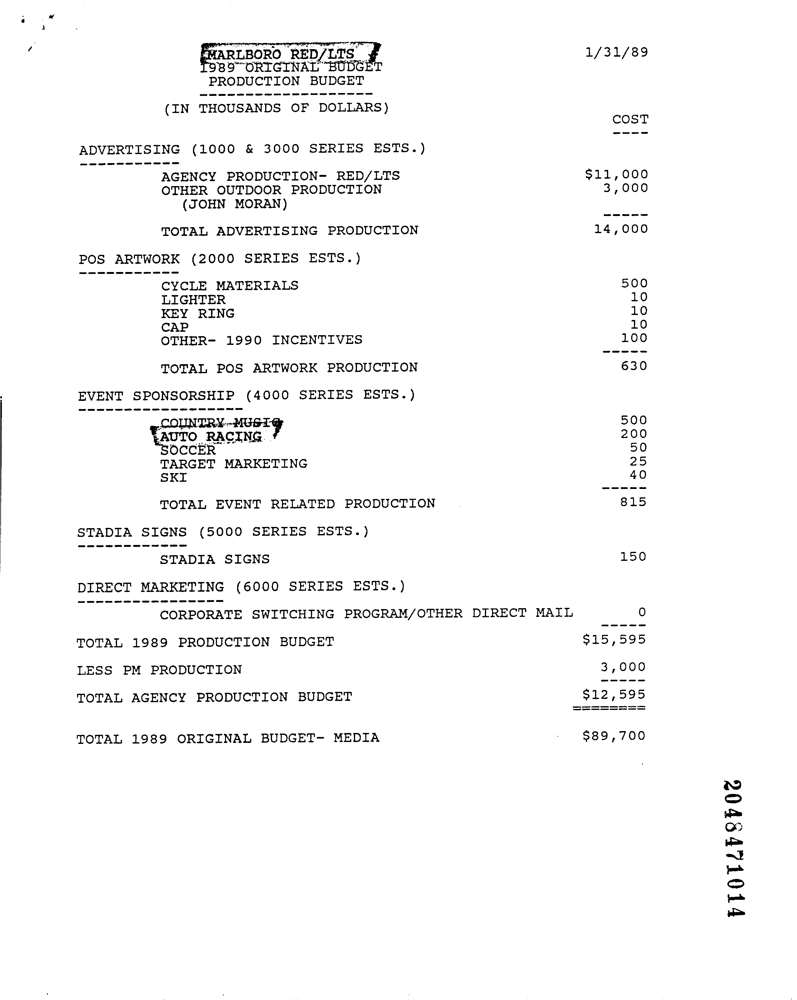 MARLBORO RED/LTS 1/31/89
1989 ORIGINAL BUDGET
PRODUCTION BUDGET
--------------------
(IN THOUSANDS OF DOLLARS)
COST
----
ADVERTISING (1000 & 3000 SERIES ESTS.)
-----------
AGENCY PRODUCTION- RED/LTS $11,000
OTHER OUTDOOR PRODUCTION 3,000
(JOHN MORAN)
-----
TOTAL ADVERTISING PRODUCTION 14,000
POS ARTWORK (2000 SERIES ESTS.)
-----------
CYCLE MATERIALS 500
LIGHTER 10
KEY RING 10
CAP 10
OTHER- 1990 INCENTIVES 100
-----
TOTAL POS ARTWORK PRODUCTION 630
EVENT SPONSORSHIP (4000 SERIES ESTS.)
------------------
COUNTRY MUSIC 500
AUTO RACING 200
SOCCER 50
TARGET MARKETING 25
SKI 40
-----
TOTAL EVENT RELATED PRODUCTION 815
STADIA SIGNS (5000 SERIES ESTS.)
------------
STADIA SIGNS 150
DIRECT MARKETING (6000 SERIES ESTS.)
----------------
CORPORATE SWITCHING PROGRAM/OTHER DIRECT MAIL 0
-----
TOTAL 1989 PRODUCTION BUDGET $15,595
LESS PM PRODUCTION 3,000
-----
TOTAL AGENCY PRODUCTION BUDGET $12,595
========
TOTAL 1989 ORIGINAL BUDGET- MEDIA $89,700
2048471014